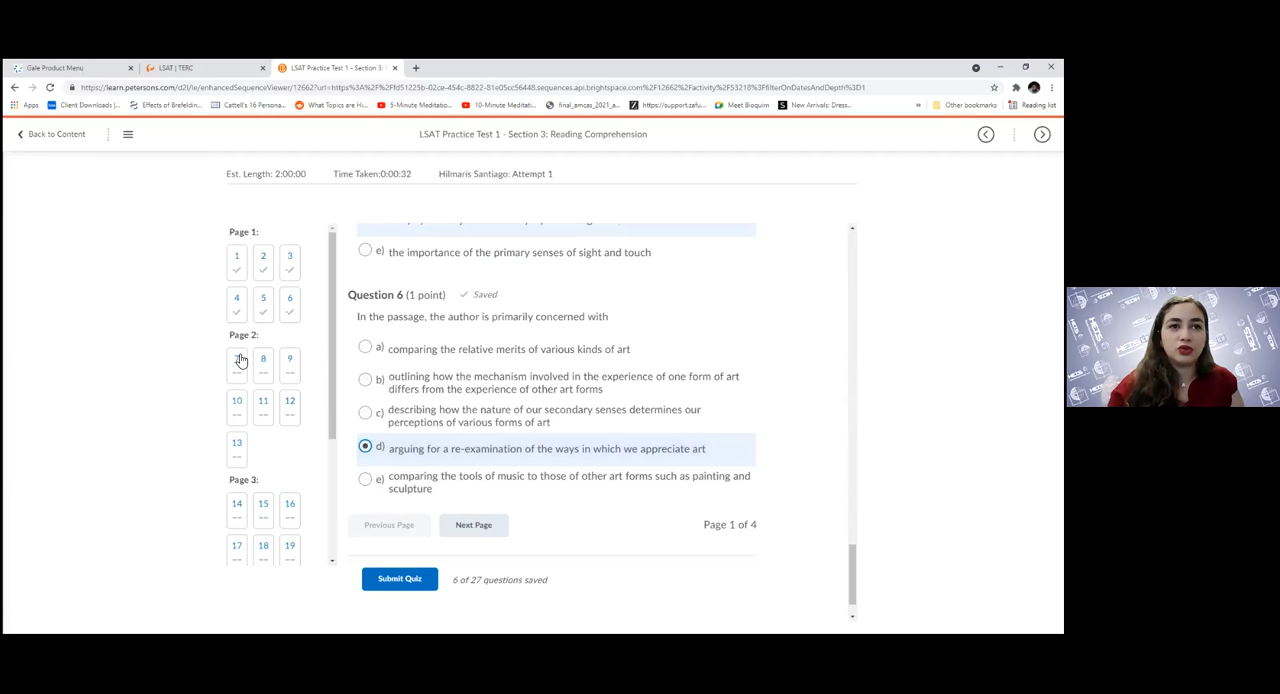 Gale Product Menu
LSAT | TERC
LSAT Practice Test 1 - Section 3:
https://learn.petersons.com/d2l/le/enhancedSequenceViewer/12662?url=https%3A%2F%2Ffd51225b-02ce-454c-8822-81e05cc56448.sequences.api.brightspace.com%2F12662%2Factivity%2F53218%3FfilterOnDatesAndDepth%3D1
Apps Client Downloads |... Effects of Brefeldin... Cattell's 16 Persona... What Topics are Hi... 5-Minute Meditatio... 10-Minute Meditati... final_amcas_2021_a... https://support.zafu... Meet Bioquim New Arrivals: Dress... » Other bookmarks Reading list
Back to Content
LSAT Practice Test 1 - Section 3: Reading Comprehension
Est. Length: 2:00:00 Time Taken:0:00:32 Hilmaris Santiago: Attempt 1
Page 1:
1 2 3
4 5 6
Page 2:
7 8 9
-- -- --
10 11 12
-- -- --
13
--
Page 3:
14 15 16
-- -- --
17 18 19
-- -- --
e) the importance of the primary senses of sight and touch
Question 6 (1 point) Saved
In the passage, the author is primarily concerned with
a) comparing the relative merits of various kinds of art
b) outlining how the mechanism involved in the experience of one form of art
differs from the experience of other art forms
c) describing how the nature of our secondary senses determines our
perceptions of various forms of art
d) arguing for a re-examination of the ways in which we appreciate art
e) comparing the tools of music to those of other art forms such as painting and
sculpture
Previous Page Next Page Page 1 of 4
Submit Quiz 6 of 27 questions saved